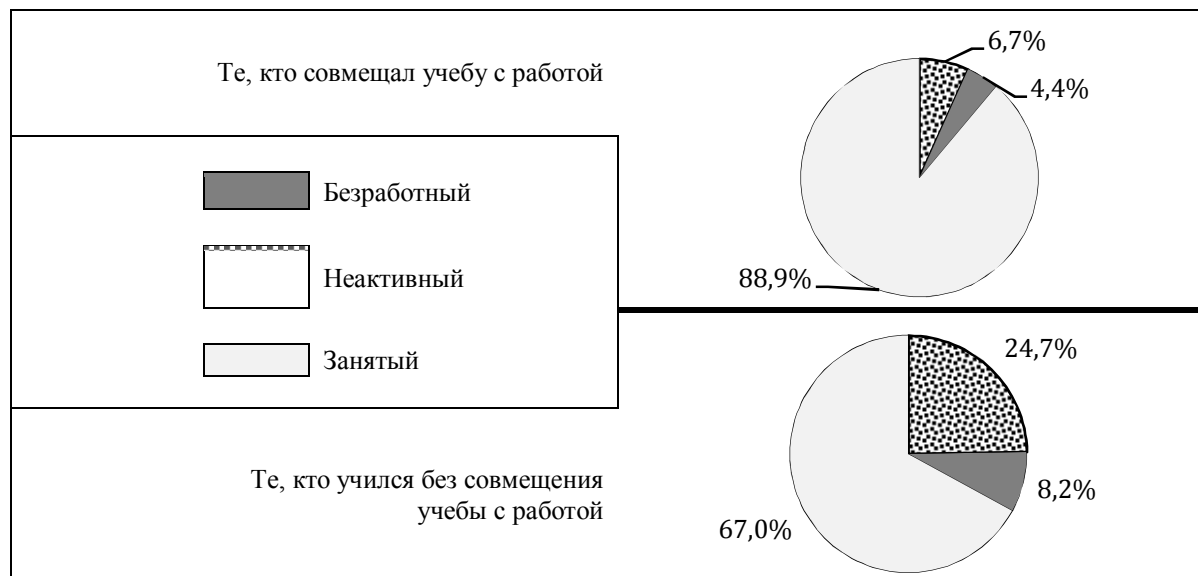 Те, кто совмещал учебу с работой
6,7%
4,4%
88,9%
Безработный
Неактивный
Занятый
Те, кто учился без совмещения
учебы с работой
24,7%
8,2%
67,0%